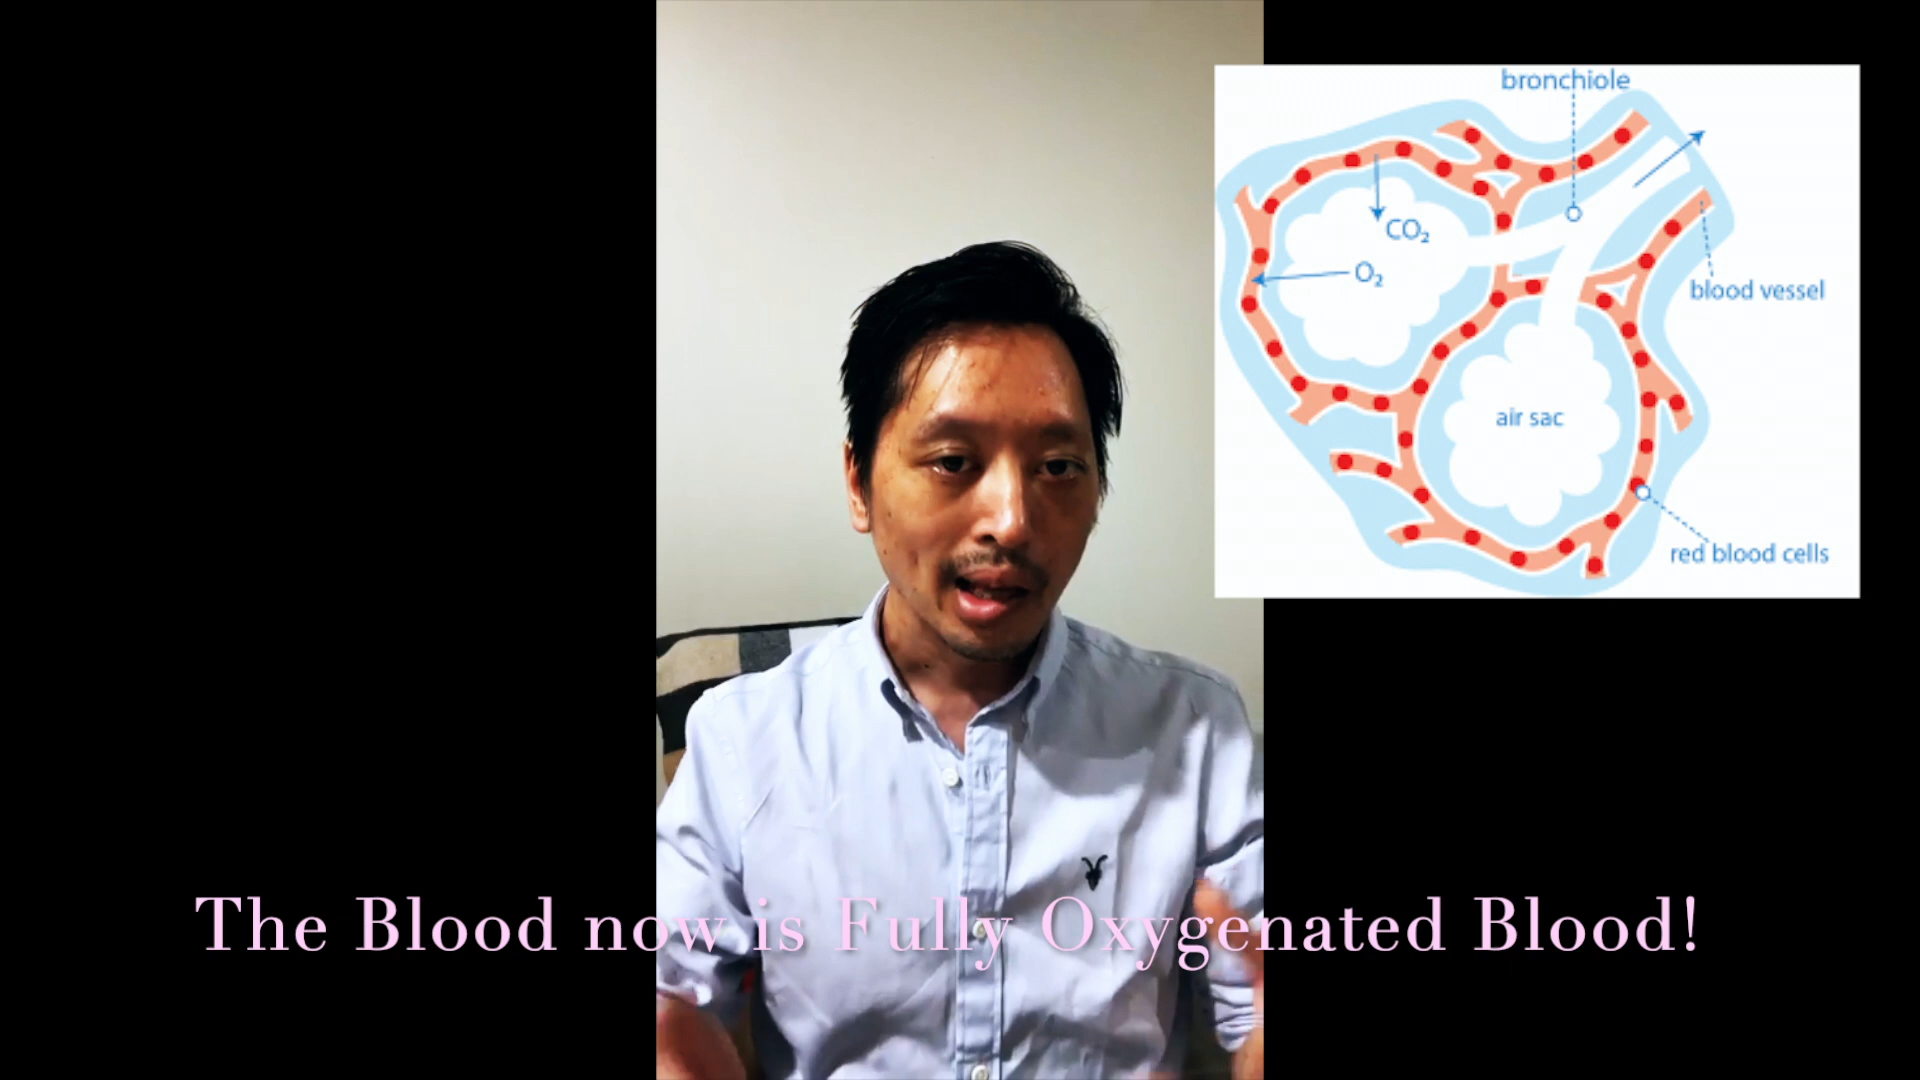 bronchiole
CO₂
O₂
blood vessel
air sac
red blood cells
The Blood now is Fully Oxygenated Blood!